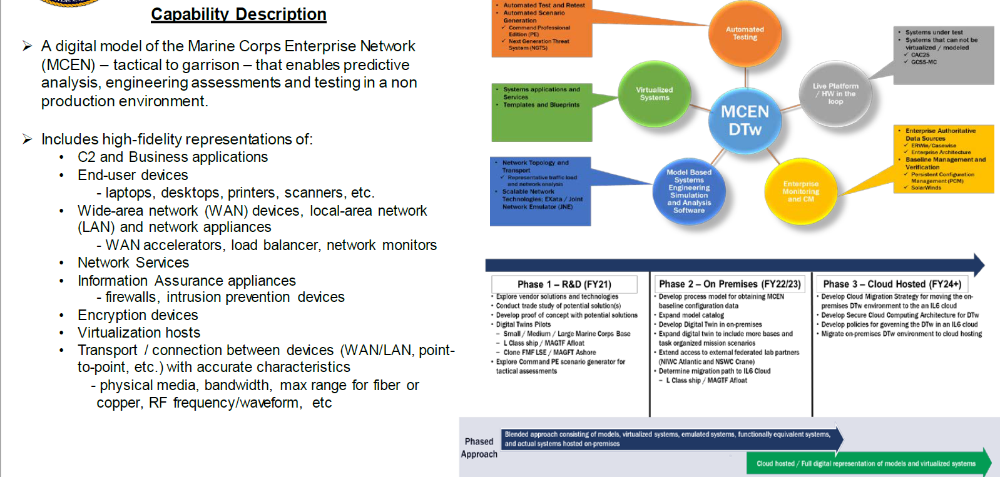 Capability Description
➢ A digital model of the Marine Corps Enterprise Network
(MCEN) – tactical to garrison – that enables predictive
analysis, engineering assessments and testing in a non
production environment.
➢ Includes high-fidelity representations of:
• C2 and Business applications
• End-user devices
- laptops, desktops, printers, scanners, etc.
• Wide-area network (WAN) devices, local-area network
(LAN) and network appliances
- WAN accelerators, load balancer, network monitors
• Network Services
• Information Assurance appliances
- firewalls, intrusion prevention devices
• Encryption devices
• Virtualization hosts
• Transport / connection between devices (WAN/LAN, point-
to-point, etc.) with accurate characteristics
- physical media, bandwidth, max range for fiber or
copper, RF frequency/waveform, etc
• Automated Test and Retest
• Automated Scenario
Generation
✓ Command Professional
Edition (PE)
✓ Next Generation Threat
System (NGTS)
Automated
Testing
• Systems under test
• Systems that can not be
virtualized / modeled
✓ CAC2S
✓ GCSS-MC
Live Platform
/ HW in the
loop
• Systems applications and
Services
• Templates and Blueprints
Virtualized
Systems
MCEN
DTw
• Network Topology and
Transport
✓ Representative traffic load
and network analysis
• Scalable Network
Technologies; EXata / Joint
Network Emulator (JNE)
Model Based
Systems
Engineering
Simulation
and Analysis
Software
Enterprise
Monitoring
and CM
• Enterprise Authoritative
Data Sources
✓ ERWin/Casewise
✓ Enterprise Architecture
• Baseline Management and
Verification
✓ Persistent Configuration
Management (PCM)
✓ SolarWinds
Phase 1 – R&D (FY21)
• Explore vendor solutions and technologies
• Conduct trade study of potential solution(s)
• Develop proof of concept with potential solutions
• Digital Twins Pilots
– Small / Medium / Large Marine Corps Base
– L Class ship / MAGTF Afloat
– Clone FMF LSE / MAGFT Ashore
• Explore Command PE scenario generator for
tactical assessments
Phase 2 – On Premises (FY22/23)
• Develop process model for obtaining MCEN
baseline configuration data
• Expand model catalog
• Develop Digital Twin in on-premises
• Expand digital twin to include more bases and
task organized mission scenarios
• Extend access to external federated lab partners
(NIWC Atlantic and NSWC Crane)
• Determine migration path to IL6 Cloud
– L Class ship / MAGTF Afloat
Phase 3 – Cloud Hosted (FY24+)
• Develop Cloud Migration Strategy for moving the on-
premises DTw environment to the an IL6 cloud
• Develop Secure Cloud Computing Architecture for DTw
• Develop policies for governing the DTw in an IL6 cloud
• Migrate on-premises DTw environment to cloud hosting
Phased
Approach
Blended approach consisting of models, virtualized systems, emulated systems, functionally equivalent systems,
and actual systems hosted on-premises
Cloud hosted / Full digital representation of models and virtualized systems